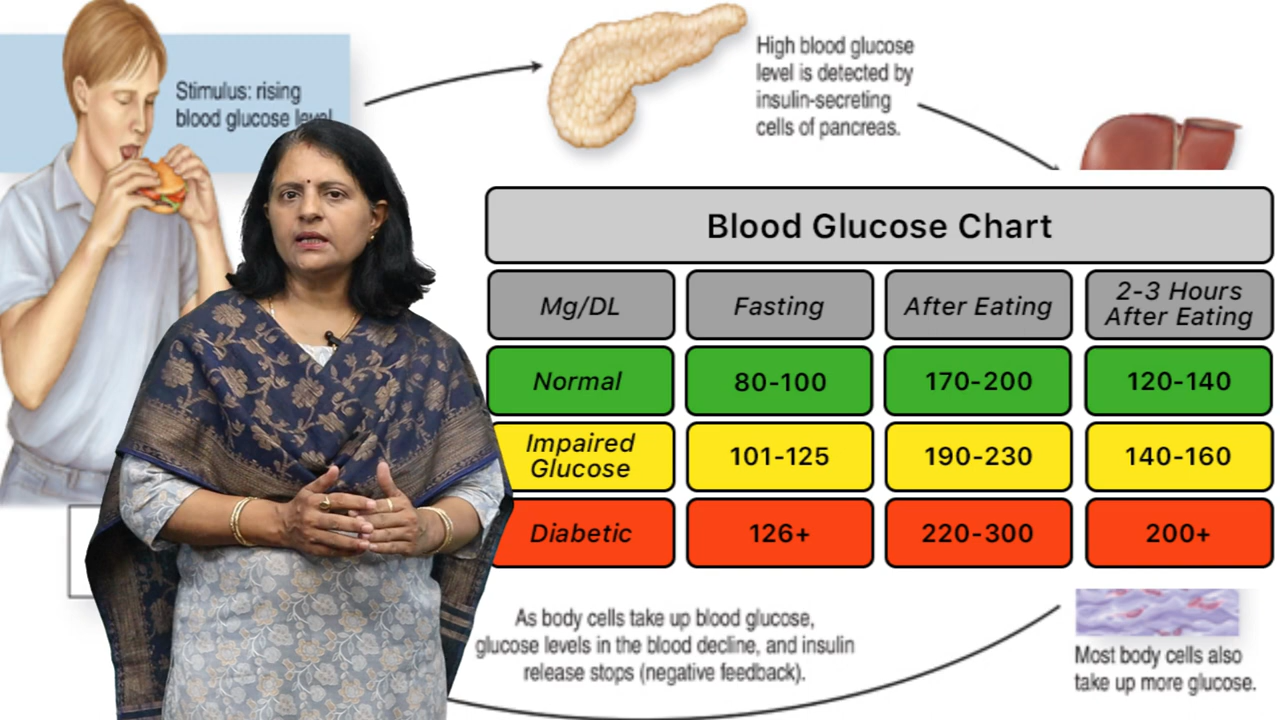 Stimulus: rising
blood glucose level
High blood glucose
level is detected by
insulin-secreting
cells of pancreas.
Blood Glucose Chart
Mg/DL
Fasting
After Eating
2-3 Hours
After Eating
Normal
80-100
170-200
120-140
Impaired
Glucose
101-125
190-230
140-160
Diabetic
126+
220-300
200+
As body cells take up blood glucose,
glucose levels in the blood decline, and insulin
release stops (negative feedback).
Most body cells also
take up more glucose.